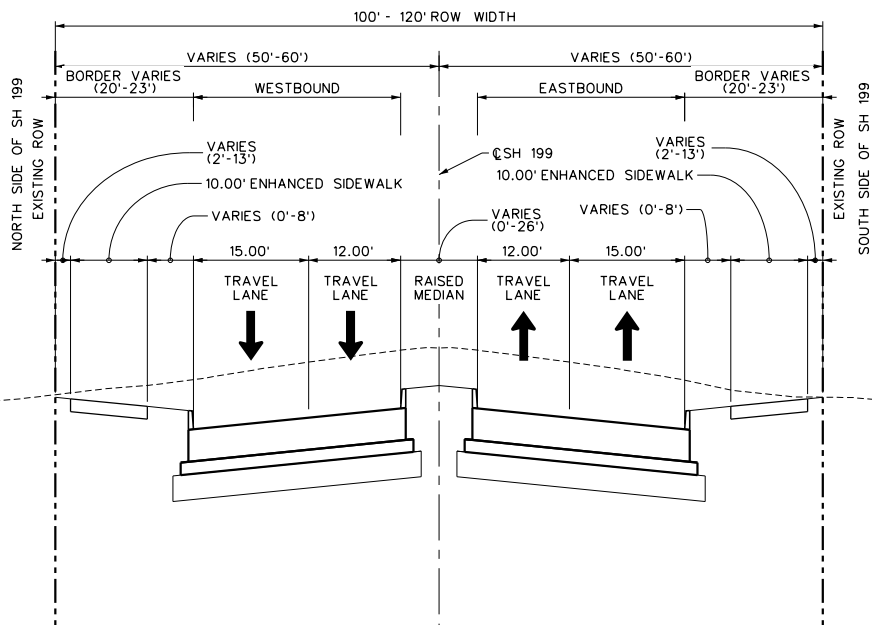 100' - 120' ROW WIDTH
VARIES (50'-60')
VARIES (50'-60')
BORDER VARIES
(20'-23')
WESTBOUND
EASTBOUND
BORDER VARIES
(20'-23')
NORTH SIDE OF SH 199
EXISTING ROW
VARIES
(2'-13')
10.00' ENHANCED SIDEWALK
VARIES (0'-8')
℄ SH 199
VARIES
(0'-26')
VARIES
(2'-13')
10.00' ENHANCED SIDEWALK
VARIES (0'-8')
EXISTING ROW
SOUTH SIDE OF SH 199
15.00'
12.00'
12.00'
15.00'
TRAVEL
LANE
TRAVEL
LANE
RAISED
MEDIAN
TRAVEL
LANE
TRAVEL
LANE